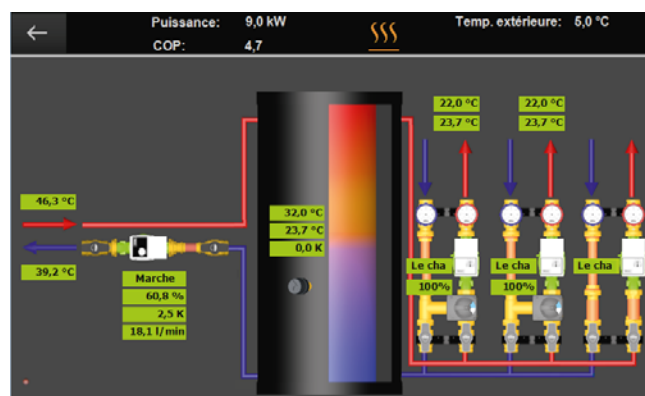 Puissance: 9,0 kW Temp. extérieure: 5,0 °C
COP: 4,7
22,0 °C 22,0 °C
23,7 °C 23,7 °C
46,3 °C
32,0 °C
23,7 °C
0,0 K
39,2 °C
Le cha Le cha Le cha
100% 100%
Marche
60,8 %
2,5 K
18,1 l/min